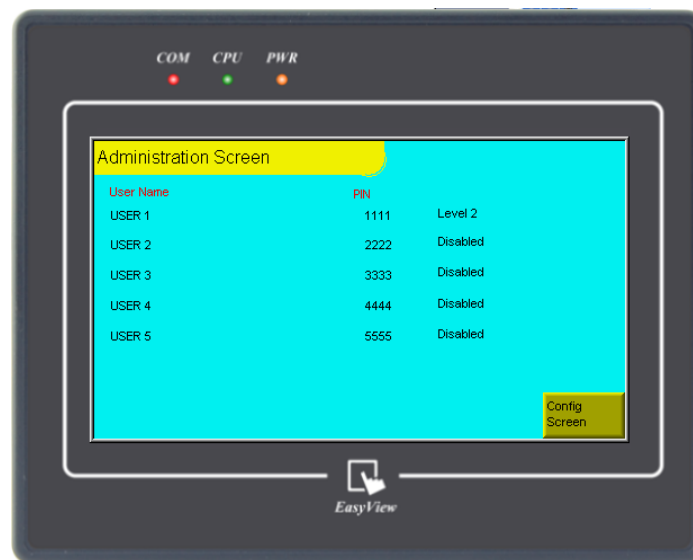 COM CPU PWR
Administration Screen
User Name PIN
USER 1 1111 Level 2
USER 2 2222 Disabled
USER 3 3333 Disabled
USER 4 4444 Disabled
USER 5 5555 Disabled
Config
Screen
EasyView